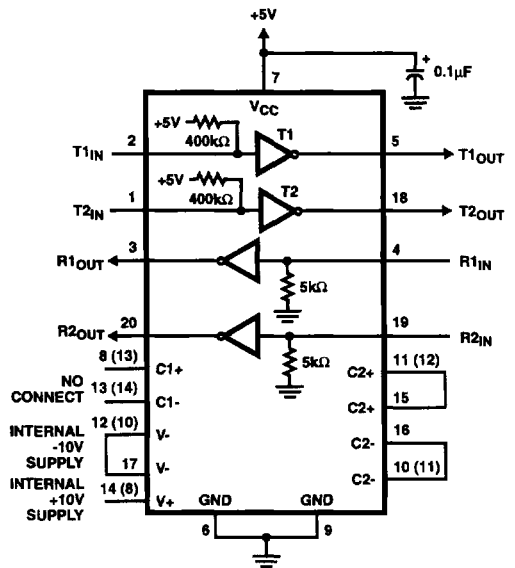 +5V
+
0.1µF
7
VCC
+5V
400kΩ
T1
2
5
T1IN
T1OUT
+5V
400kΩ
T2
1
18
T2IN
T2OUT
3
4
R1OUT
R1IN
5kΩ
20
19
R2OUT
R2IN
5kΩ
8 (13)
C1+
NO
CONNECT
13 (14)
C1-
11 (12)
C2+
15
C2+
12 (10)
V-
INTERNAL
-10V
SUPPLY
17
V-
16
C2-
10 (11)
C2-
INTERNAL
+10V
SUPPLY
14 (8)
V+
GND
GND
6
9